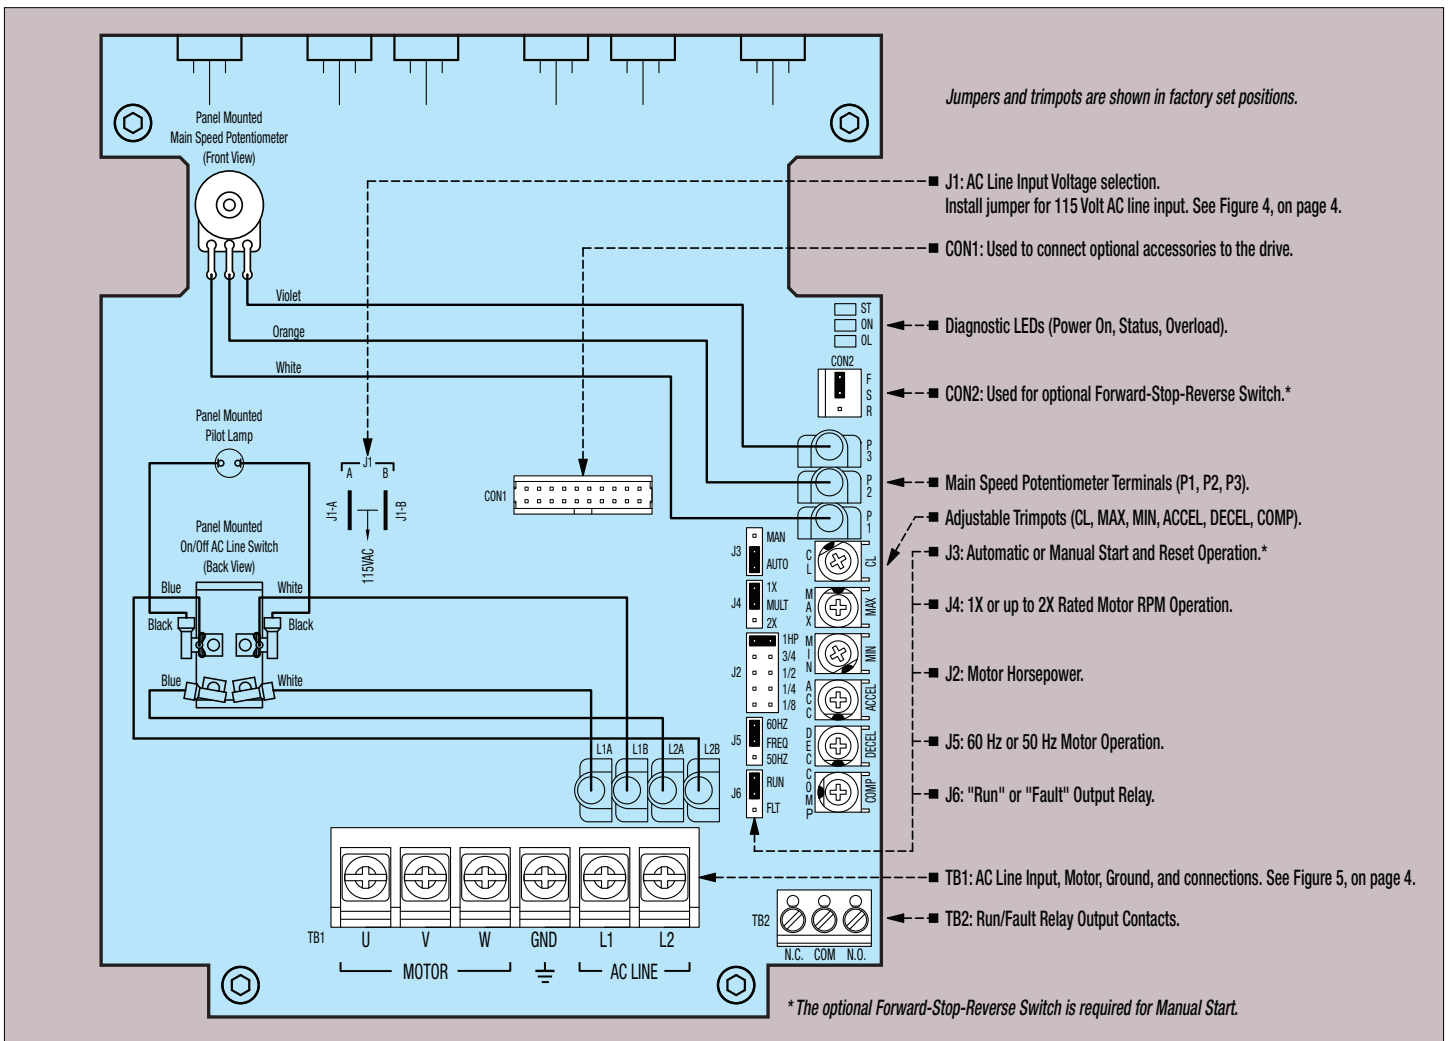 Jumpers and trimpots are shown in factory set positions.
Panel Mounted
Main Speed Potentiometer
(Front View)
■ J1: AC Line Input Voltage selection.
Install jumper for 115 Volt AC line input. See Figure 4, on page 4.
■ CON1: Used to connect optional accessories to the drive.
Violet
Orange
White
ST
ON
OL
■ Diagnostic LEDs (Power On, Status, Overload).
CON2
F
S
R
■ CON2: Used for optional Forward-Stop-Reverse Switch.*
Panel Mounted
Pilot Lamp
J1
A B
J1-A
J1-B
115VAC
CON1
P3
P2
P1
■ Main Speed Potentiometer Terminals (P1, P2, P3).
■ Adjustable Trimpots (CL, MAX, MIN, ACCEL, DECEL, COMP).
Panel Mounted
On/Off AC Line Switch
(Back View)
Blue
White
Black
Black
Blue
White
J3
MAN
AUTO
■ J3: Automatic or Manual Start and Reset Operation.*
J4
1X
MULT
2X
■ J4: 1X or up to 2X Rated Motor RPM Operation.
J2
1HP
3/4
1/2
1/4
1/8
■ J2: Motor Horsepower.
J5
60HZ
FREQ
50HZ
■ J5: 60 Hz or 50 Hz Motor Operation.
J6
RUN
FLT
■ J6: "Run" or "Fault" Output Relay.
CL
CL
MAX
MAX
MIN
MIN
ACC
ACCEL
DEC
DECEL
COMP
COMP
L1A L1B L2A L2B
■ TB1: AC Line Input, Motor, Ground, and connections. See Figure 5, on page 4.
TB1 U V W GND L1 L2
MOTOR
AC LINE
TB2
N.C. COM N.O.
■ TB2: Run/Fault Relay Output Contacts.
* The optional Forward-Stop-Reverse Switch is required for Manual Start.